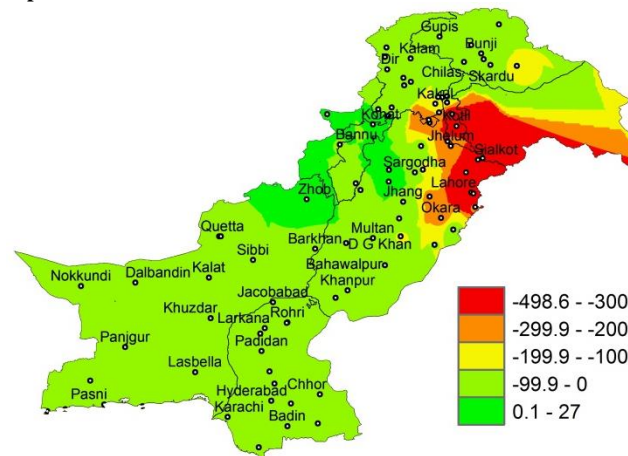 Gupis
Kalam
Bunji
Dir
Chilas
Skardu
Kakul
Kohat
Kotli
Bannu
Jhelum
Sialkot
Sargodha
Zhob
Jhang
Lahore
Okara
Quetta
Multan
Barkhan
D G Khan
Sibbi
Nokkundi
Dalbandin
Kalat
Bahawalpur
Khanpur
Jacobabad
Khuzdar
Larkana
Rohri
Panjgur
Padidan
Lasbella
Pasni
Hyderabad
Chhor
Karachi
Badin
-498.6 - -300
-299.9 - -200
-199.9 - -100
-99.9 - 0
0.1 - 27